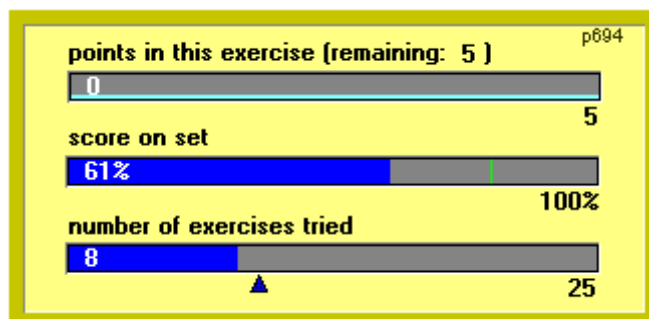 p694
points in this exercise (remaining: 5 )
0
5
score on set
61%
100%
number of exercises tried
8
25